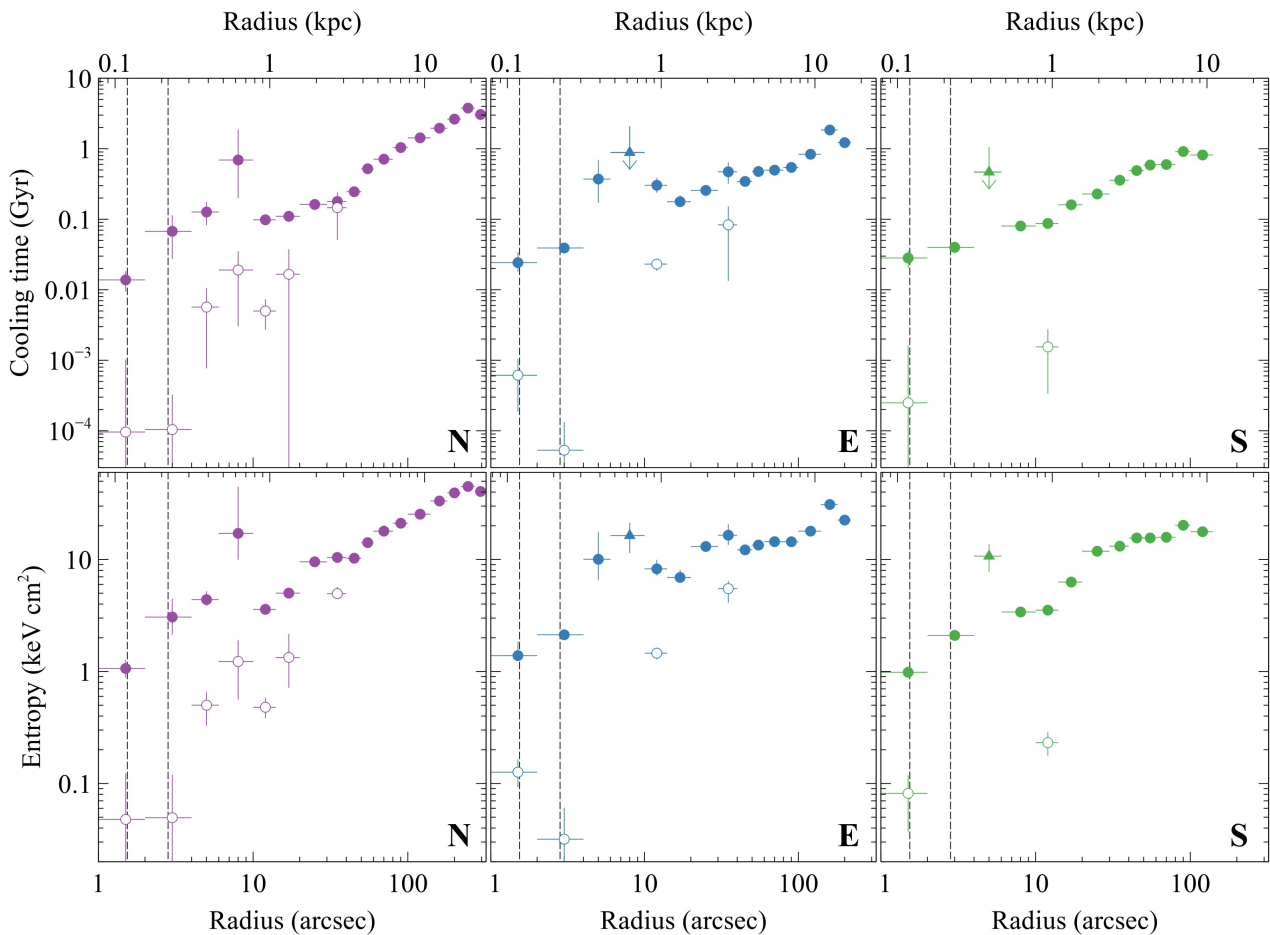 Radius (kpc) Radius (kpc) Radius (kpc)
0.1 1 10 0.1 1 10 0.1 1 10
10
1
0.1
0.01
10−3
10−4
Cooling time (Gyr)
N E S
10
1
0.1
Entropy (keV cm2)
N E S
1 10 100 1 10 100 1 10 100
Radius (arcsec) Radius (arcsec) Radius (arcsec)